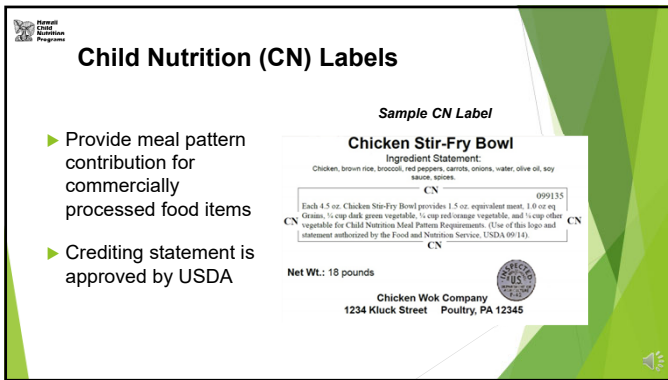 Hawaii
Child
Nutrition
Programs
Child Nutrition (CN) Labels
Provide meal pattern
contribution for
commercially
processed food items
Crediting statement is
approved by USDA
Sample CN Label
Chicken Stir-Fry Bowl
Ingredient Statement:
Chicken, brown rice, broccoli, red peppers, carrots, onions, water, olive oil, soy
sauce, spices.
CN
099135
Each 4.5 oz. Chicken Stir-Fry Bowl provides 1.5 oz. equivalent meat, 1.0 oz eq
Grains, ¼ cup dark green vegetable, ¼ cup red/orange vegetable, and ⅛ cup other
CN vegetable for Child Nutrition Meal Pattern Requirements. (Use of this logo and CN
statement authorized by the Food and Nutrition Service, USDA 09/14).
CN
Net Wt.: 18 pounds
INSPECTED
US
Chicken Wok Company
1234 Kluck Street Poultry, PA 12345